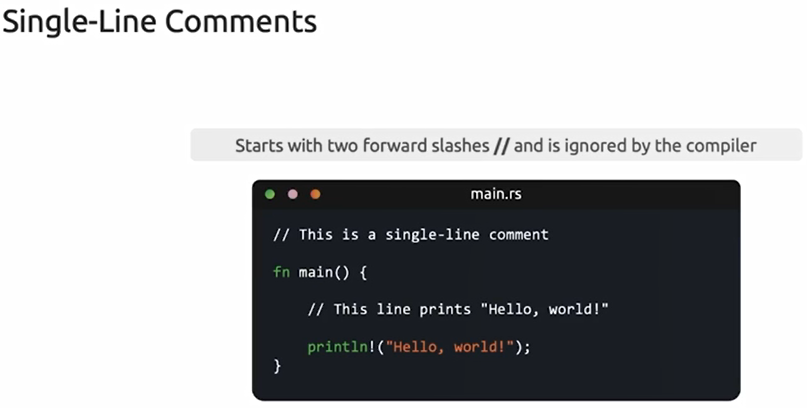 Single-Line Comments
Starts with two forward slashes // and is ignored by the compiler
main.rs
// This is a single-line comment
fn main() {
// This line prints "Hello, world!"
println!("Hello, world!");
}